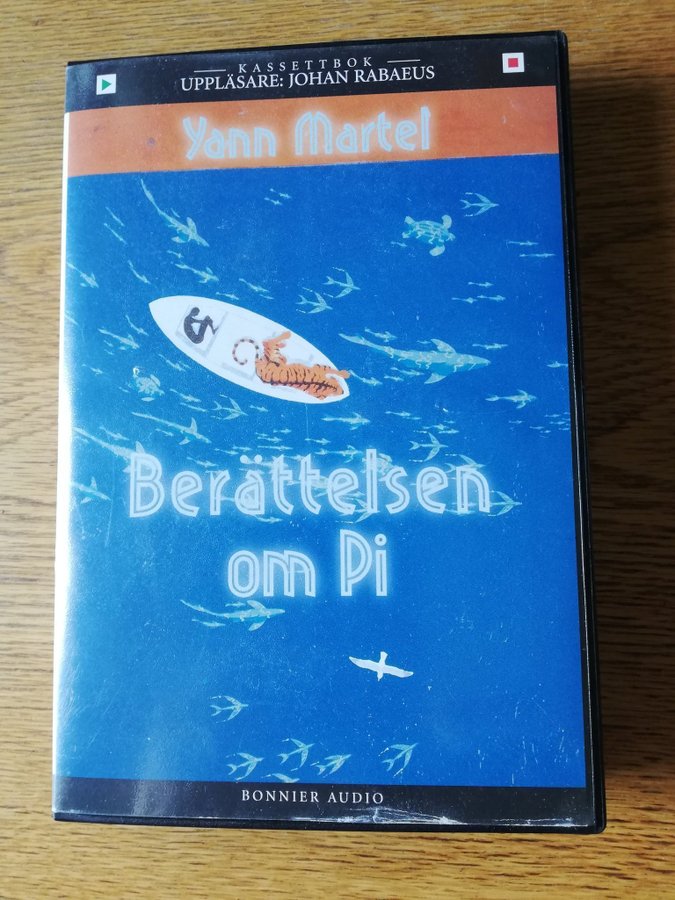 KASSETTBOK
UPPLÄSARE: JOHAN RABAEUS
Yann Martel
Berättelsen
om Pi
BONNIER AUDIO